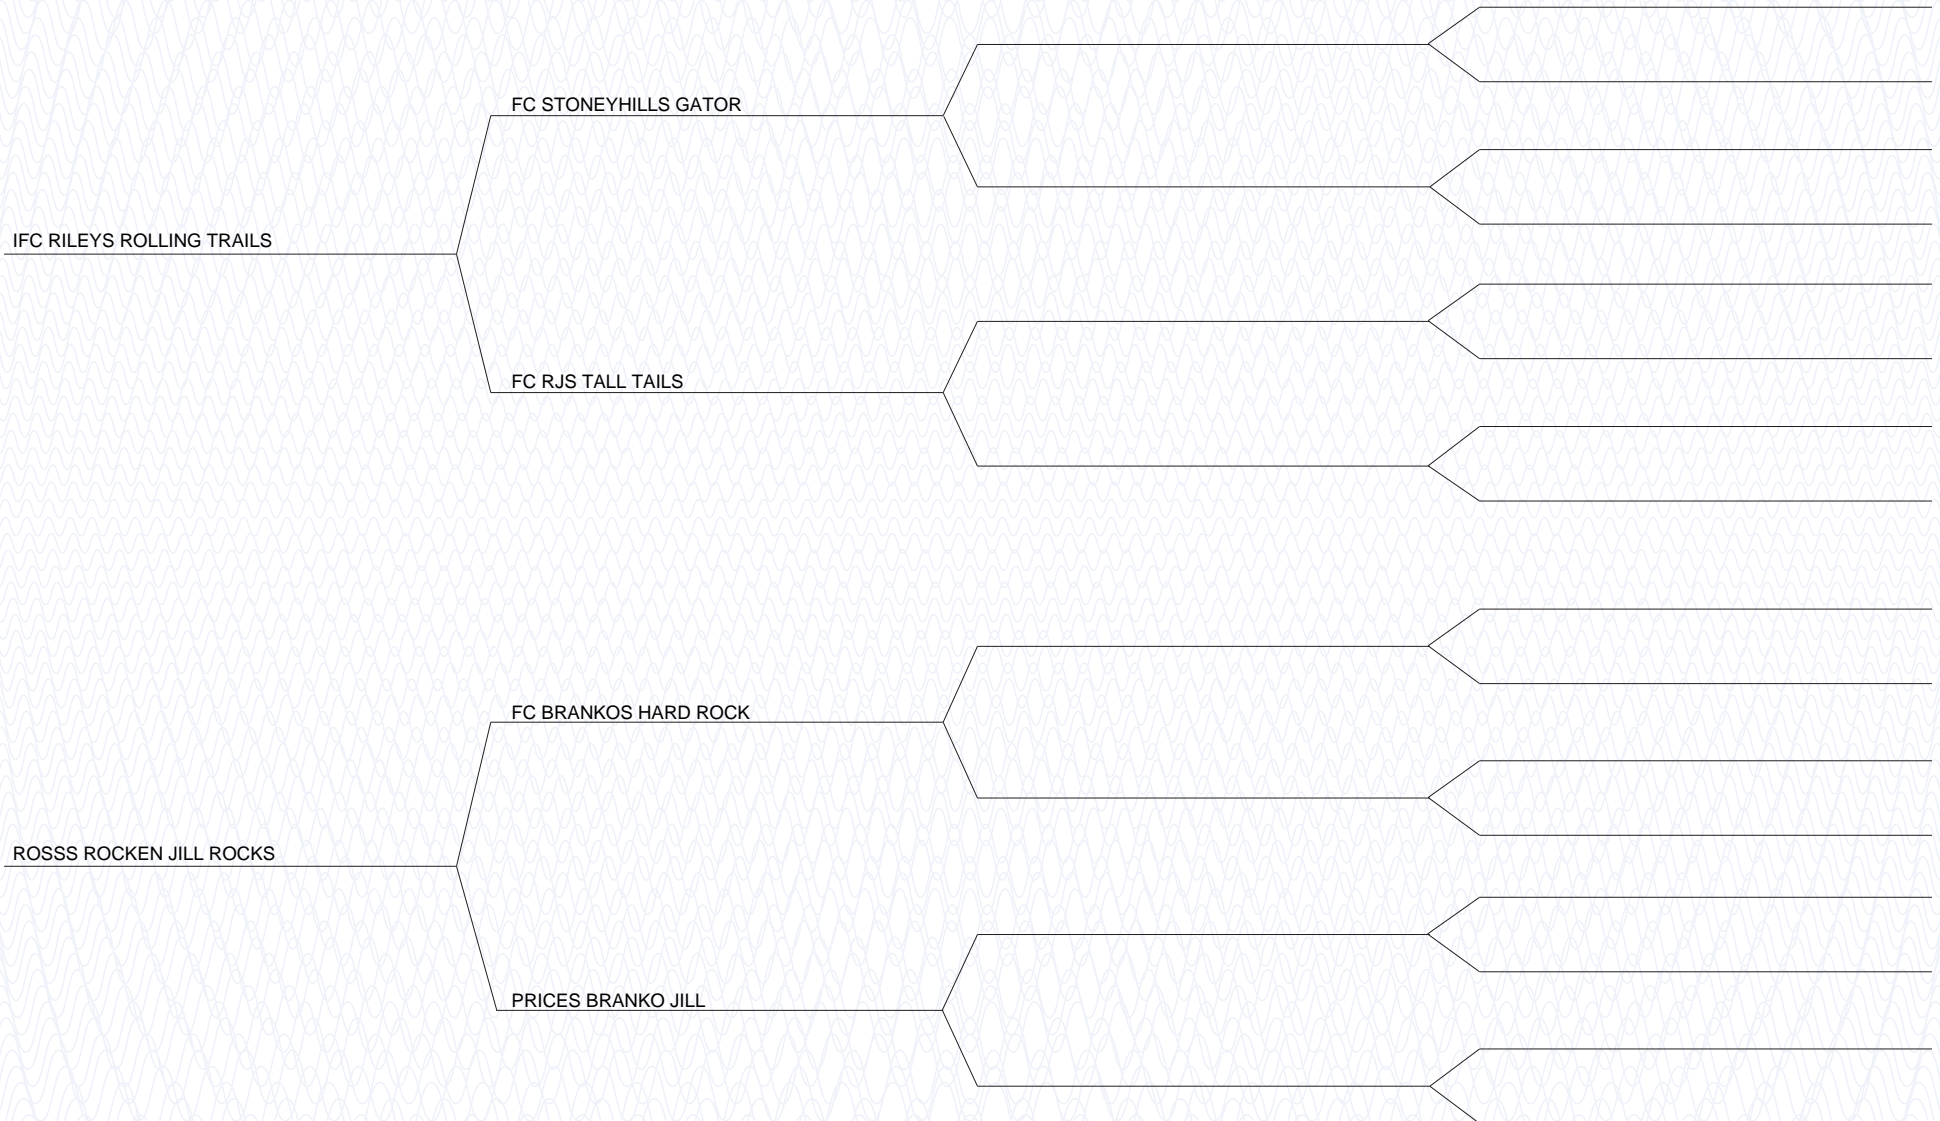 FC STONEYHILLS GATOR
IFC RILEYS ROLLING TRAILS
FC RJS TALL TAILS
FC BRANKOS HARD ROCK
ROSSS ROCKEN JILL ROCKS
PRICES BRANKO JILL